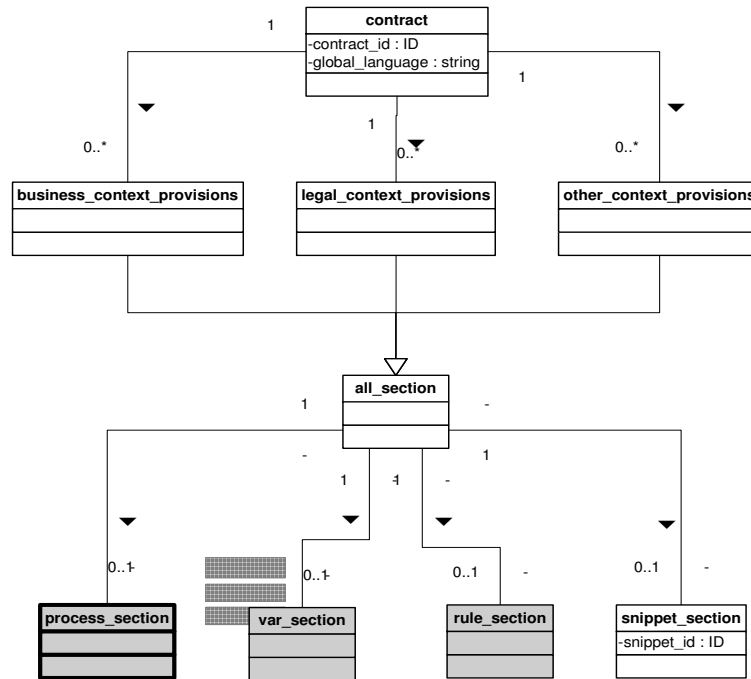 contract
1
-contract_id : ID
-global_language : string
1
1
0..*
0..*
0..*
business_context_provisions
legal_context_provisions
other_context_provisions
all_section
1
-
-
1
-
1
-
1
0..1
-
0..1
-
0..1
-
0..1
-
process_section
var_section
rule_section
snippet_section
-snippet_id : ID